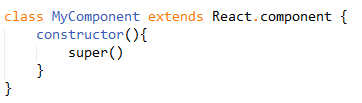 class MyComponent extends React.component {
    constructor(){
        super()
    }
}